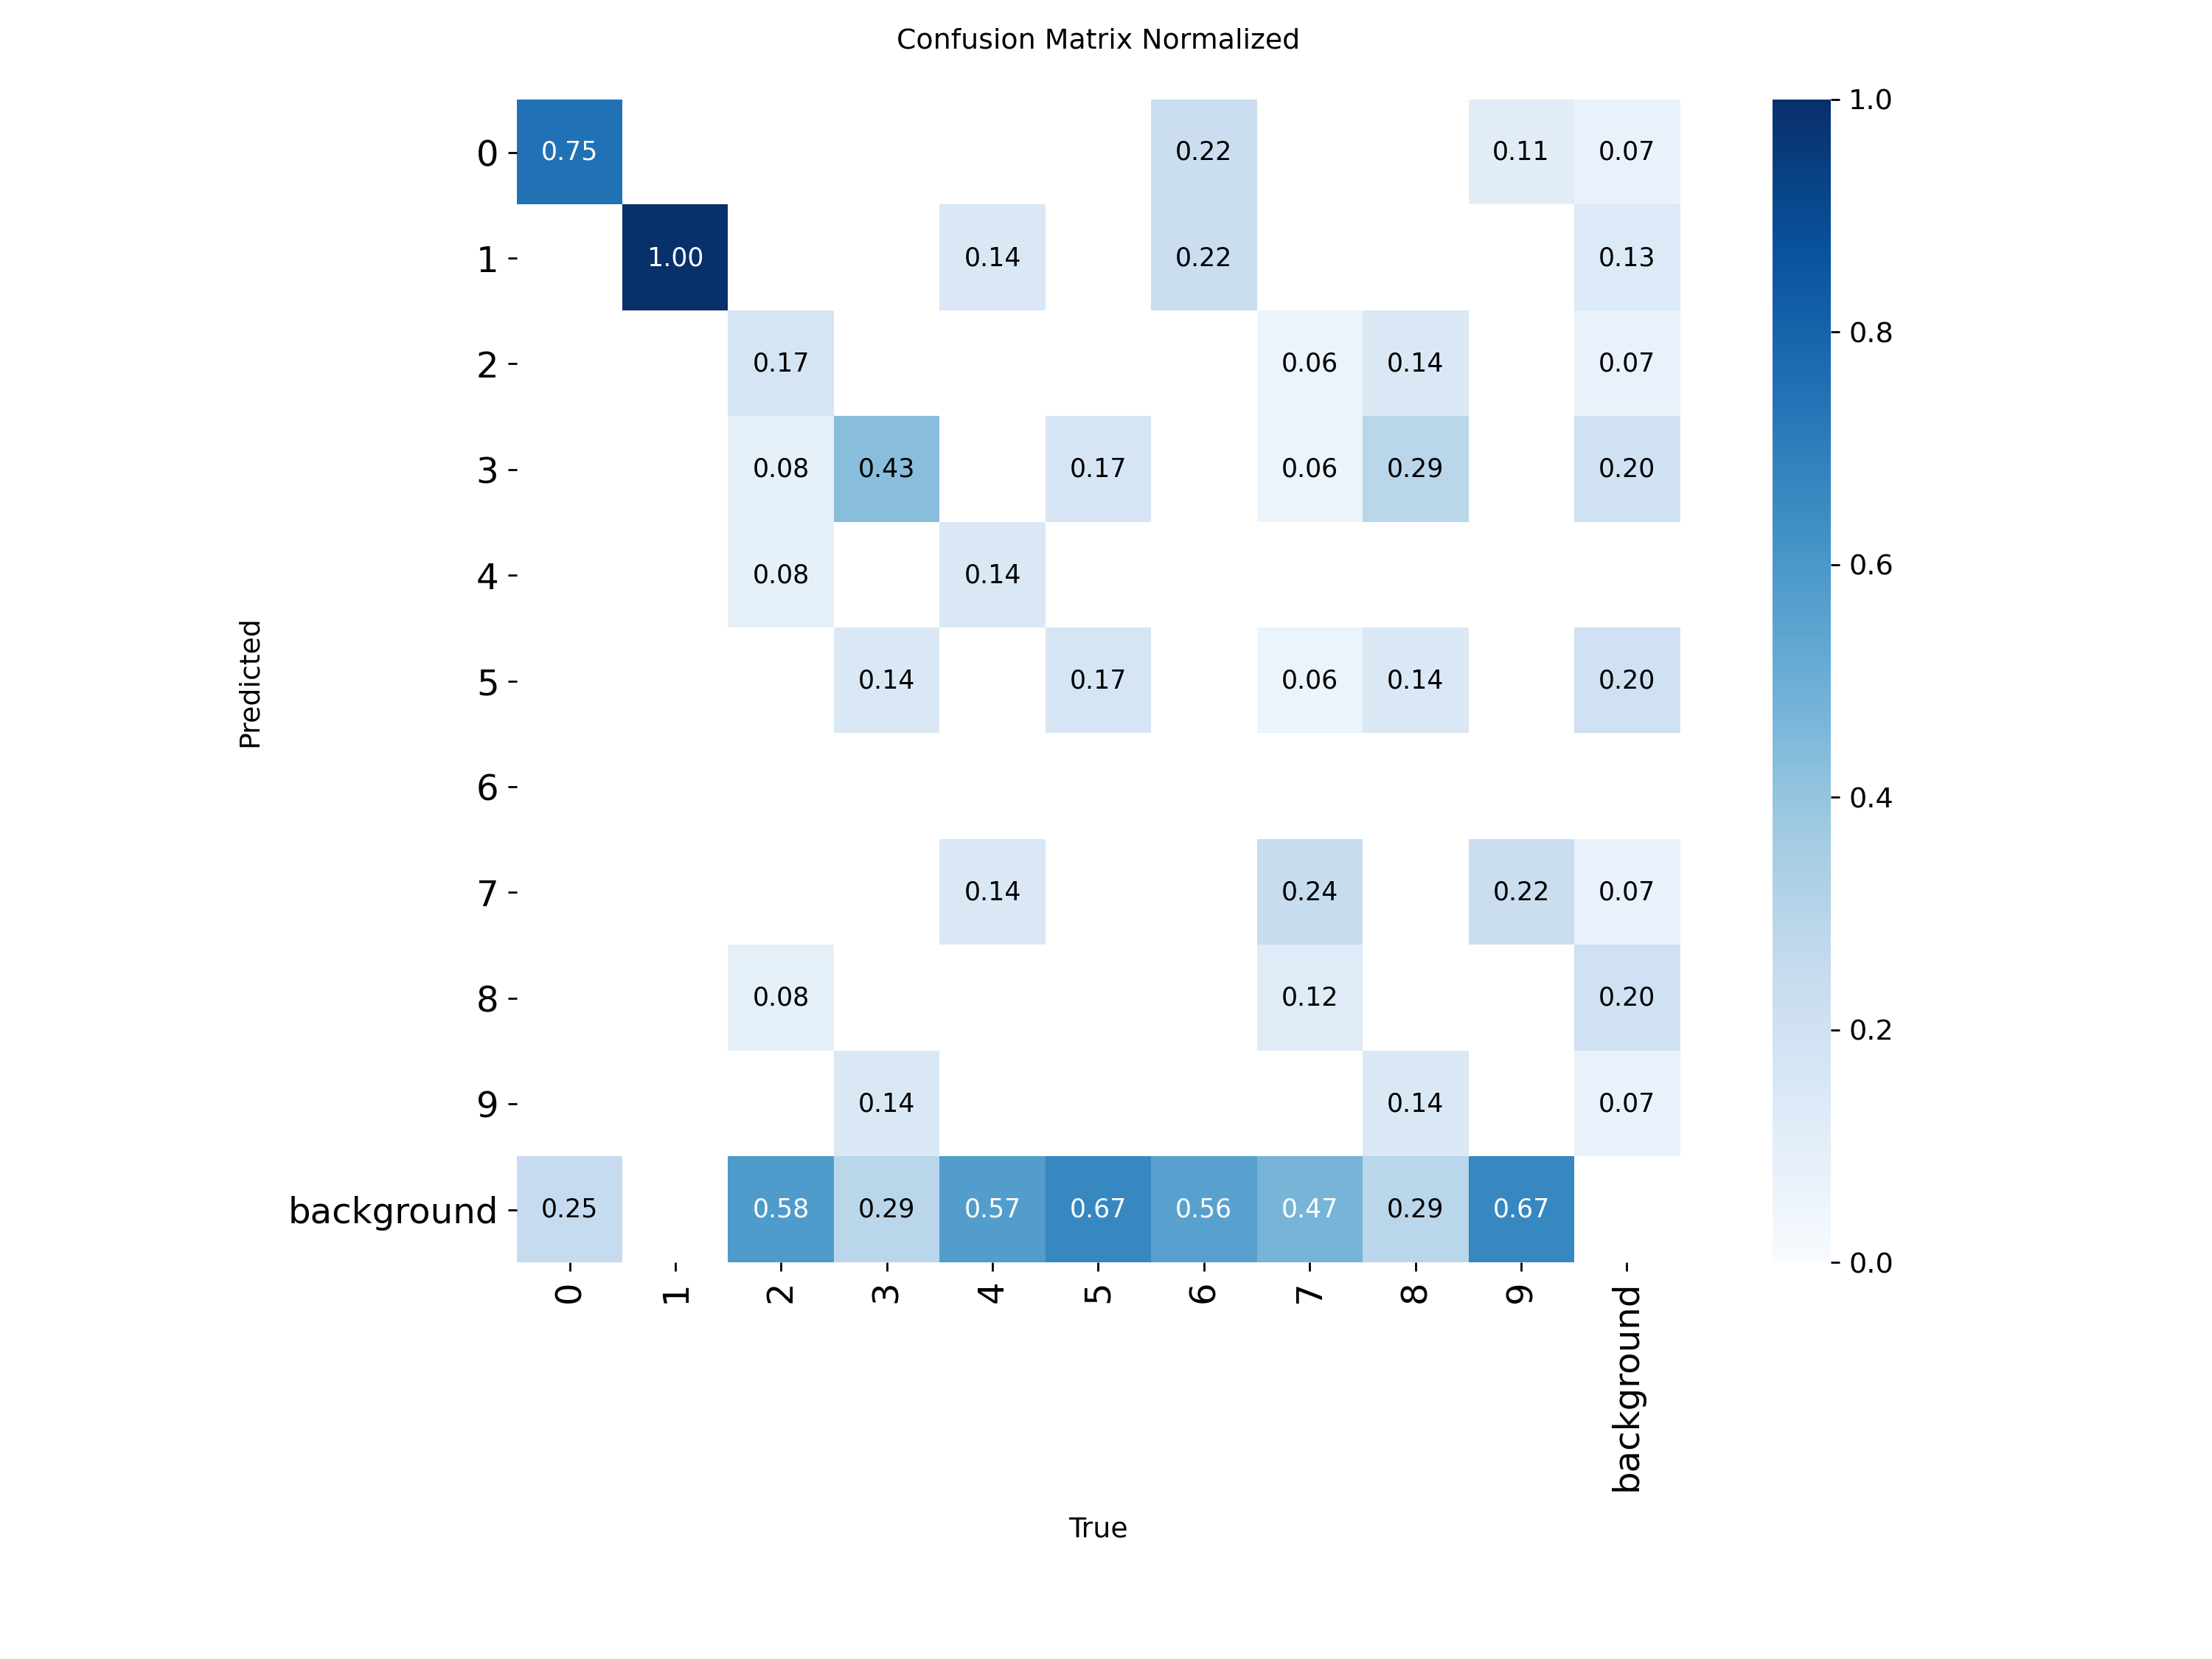 Confusion Matrix Normalized
0 0.75 0.22 0.11 0.07
1 1.00 0.14 0.22 0.13
2 0.17 0.06 0.14 0.07
3 0.08 0.43 0.17 0.06 0.29 0.20
4 0.08 0.14
5 0.14 0.17 0.06 0.14 0.20
6
7 0.14 0.24 0.22 0.07
8 0.08 0.12 0.20
9 0.14 0.14 0.07
background 0.25 0.58 0.29 0.57 0.67 0.56 0.47 0.29 0.67
0 1 2 3 4 5 6 7 8 9 background
Predicted
True
1.0
0.8
0.6
0.4
0.2
0.0